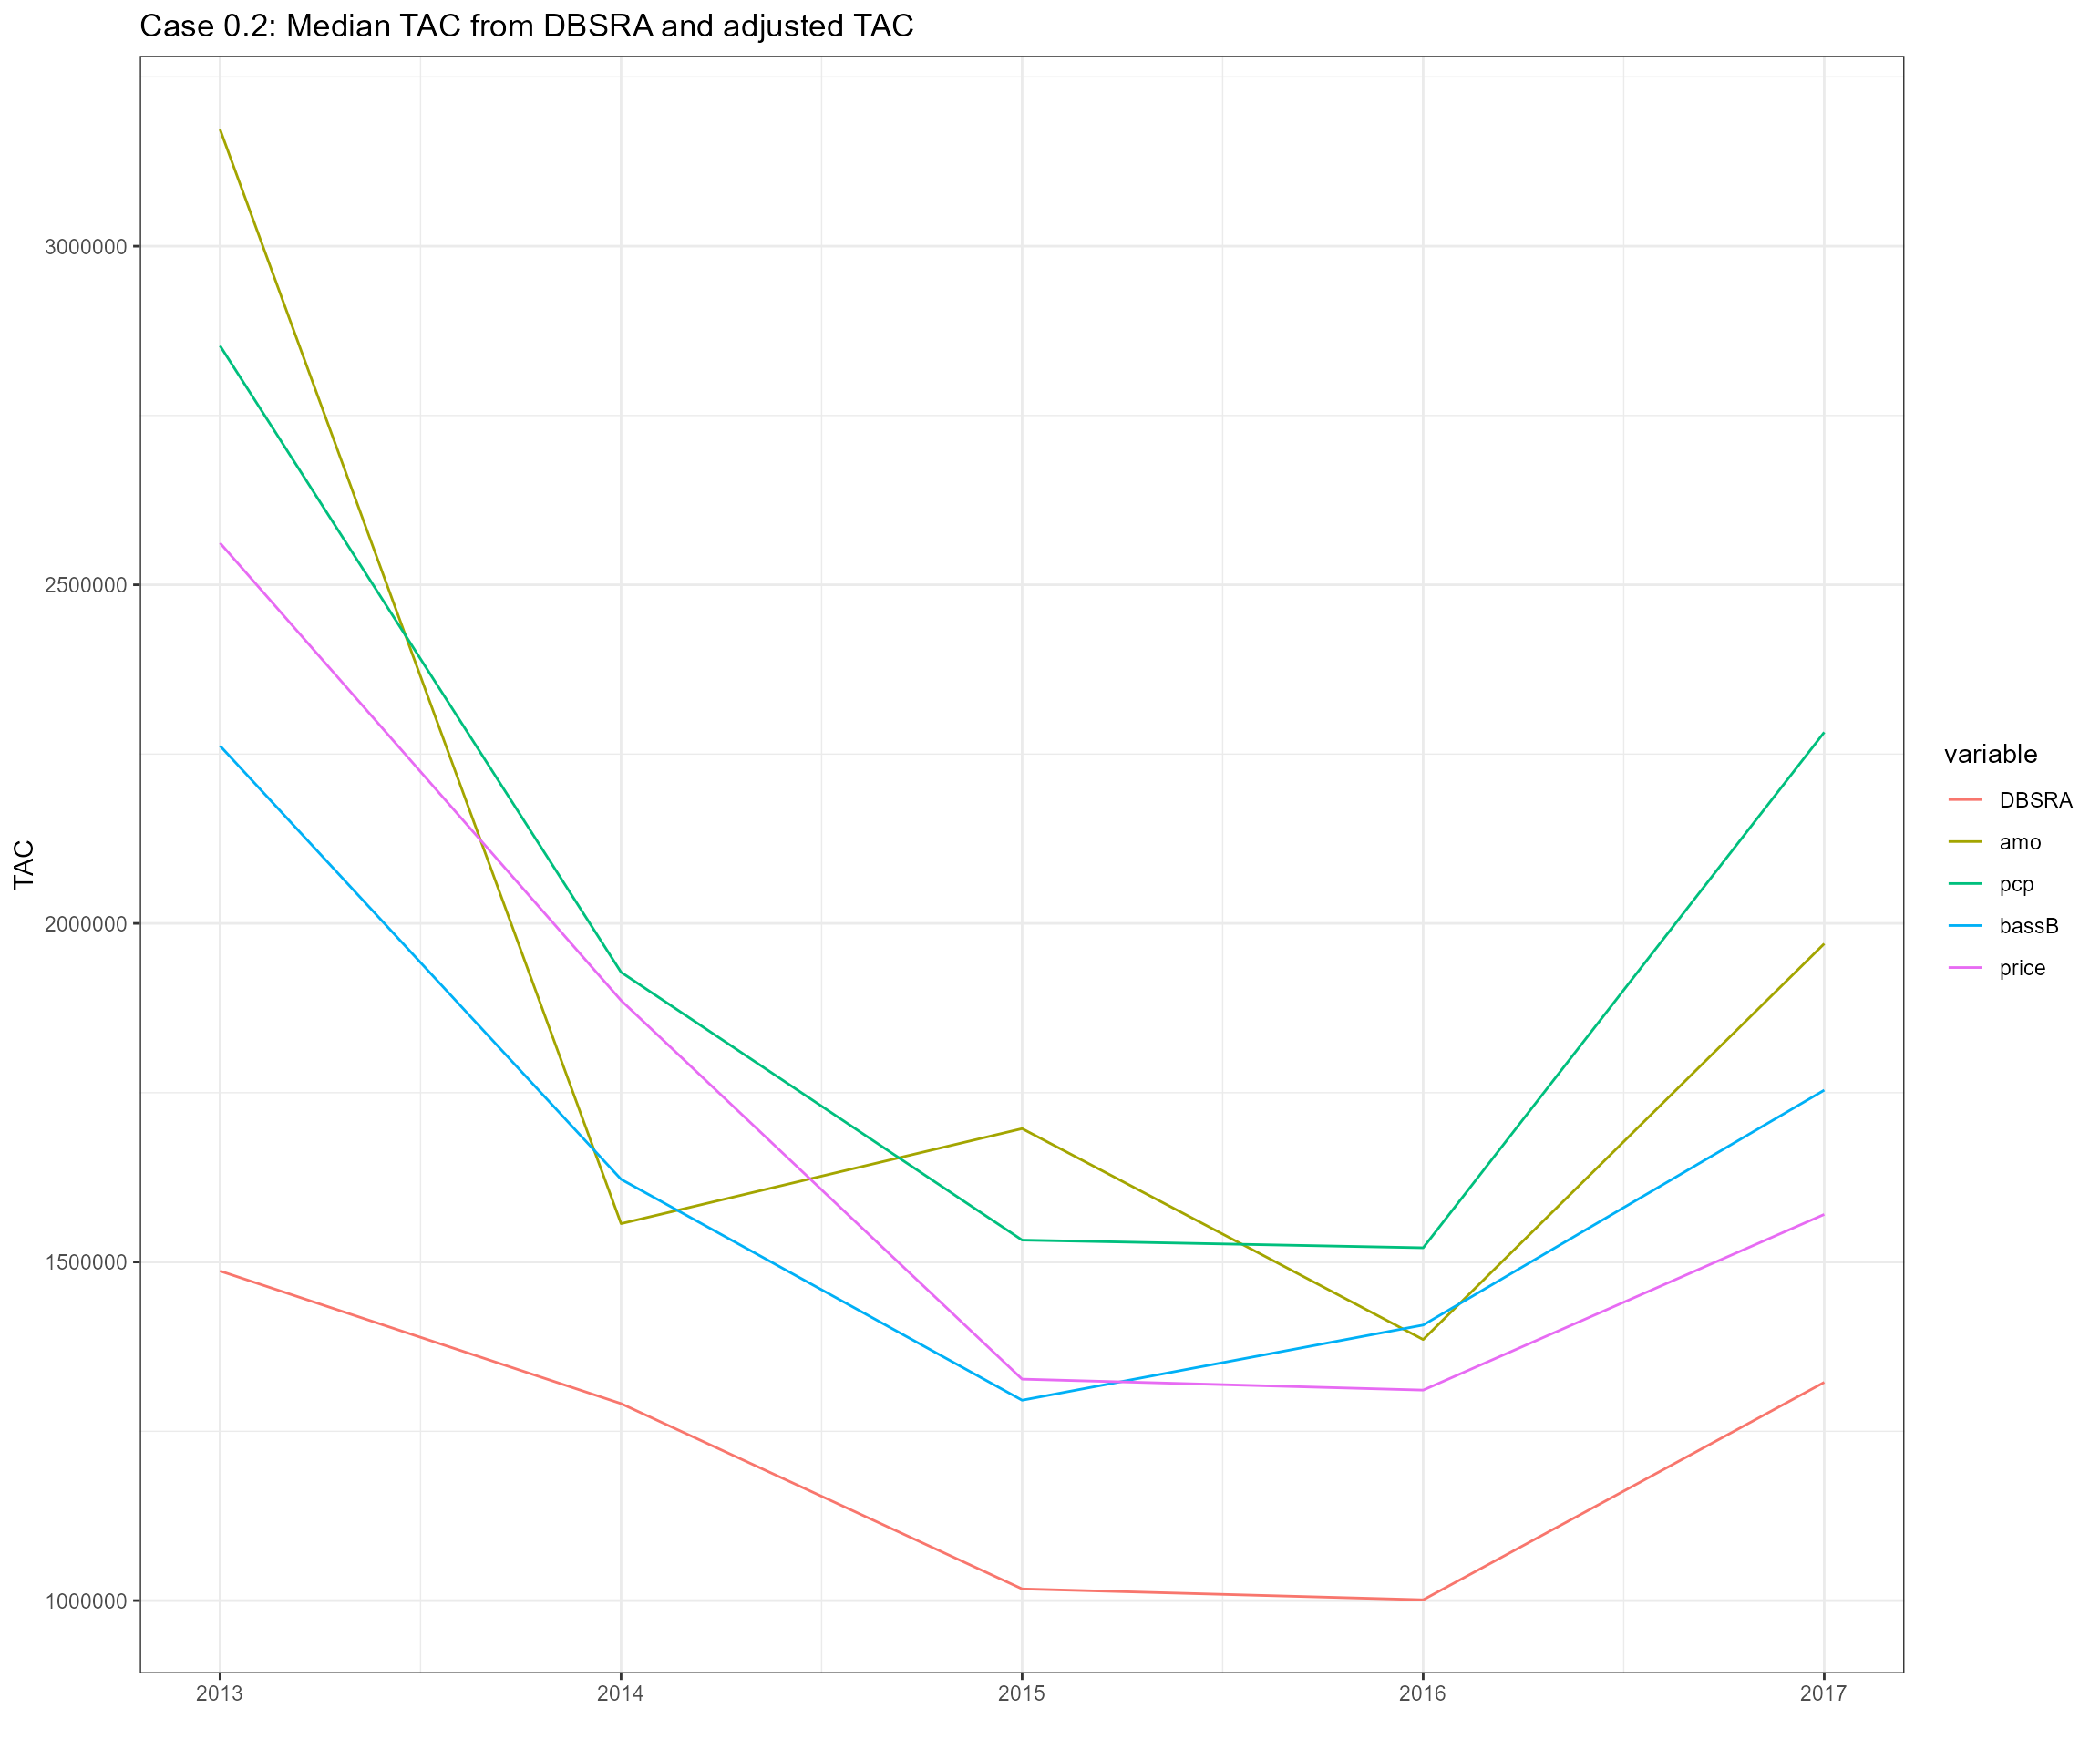 Case 0.2: Median TAC from DBSRA and adjusted TAC
3000000
2500000
2000000
1500000
1000000
TAC
2013 2014 2015 2016 2017
variable
DBSRA
amo
pcp
bassB
price